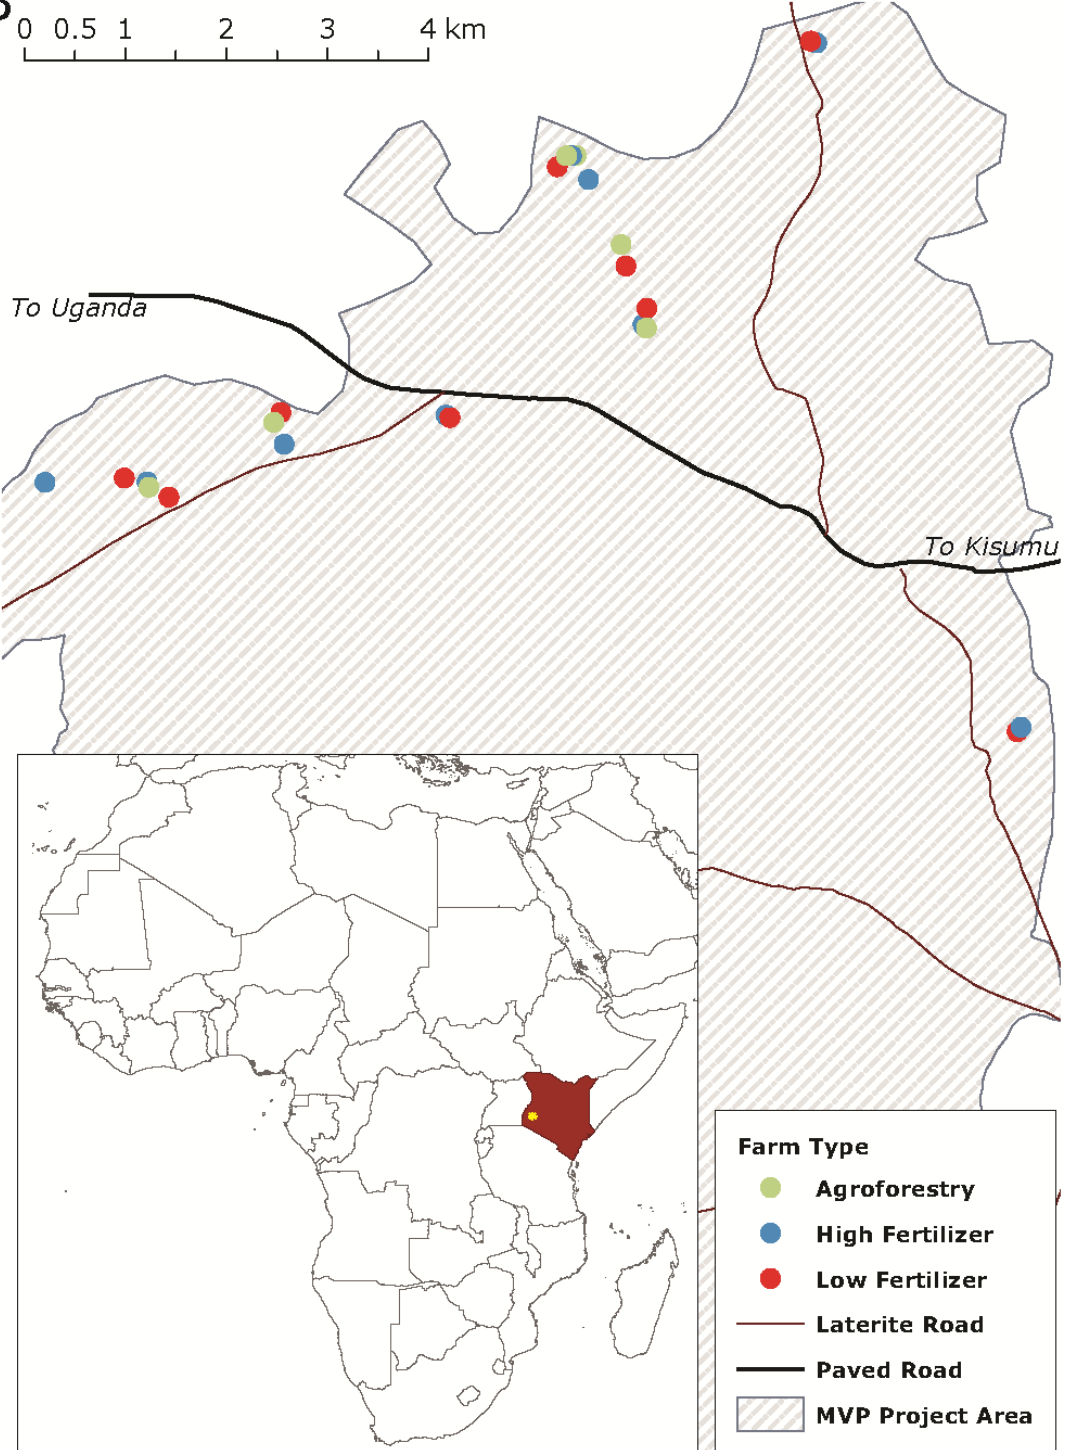 0 0.5 1 2 3 4 km
To Uganda
To Kisumu
Farm Type
Agroforestry
High Fertilizer
Low Fertilizer
Laterite Road
Paved Road
MVP Project Area